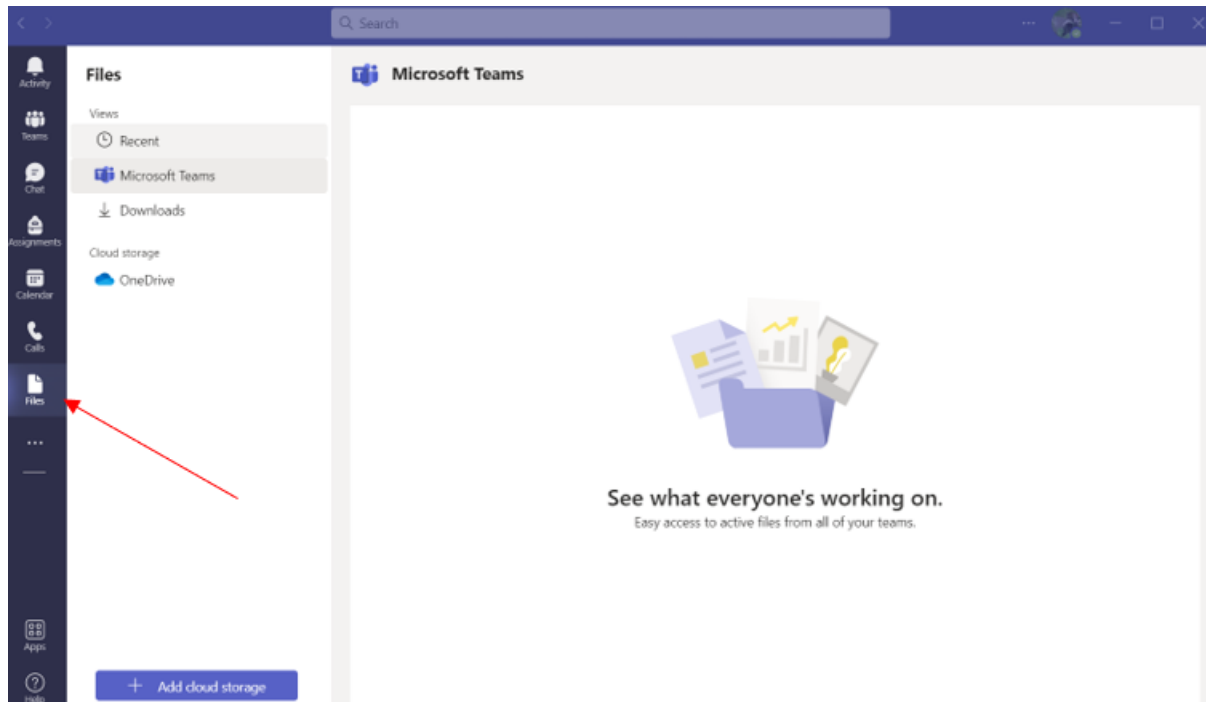 Search
Activity
Teams
Chat
Assignments
Calendar
Calls
Files
Apps
Help
Files
Views
Recent
Microsoft Teams
Downloads
Cloud storage
OneDrive
+ Add cloud storage
Microsoft Teams
See what everyone's working on.
Easy access to active files from all of your teams.